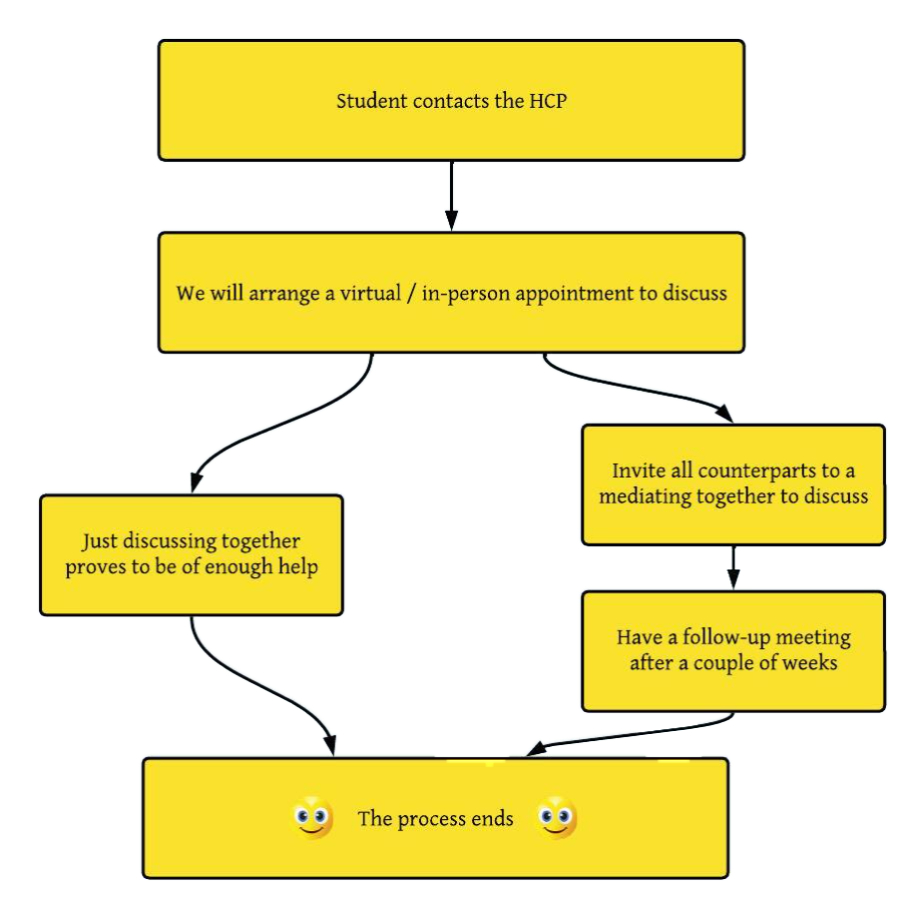 Student contacts the HCP
We will arrange a virtual / in-person appointment to discuss
Invite all counterparts to a
mediating together to discuss
Just discussing together
proves to be of enough help
Have a follow-up meeting
after a couple of weeks
The process ends